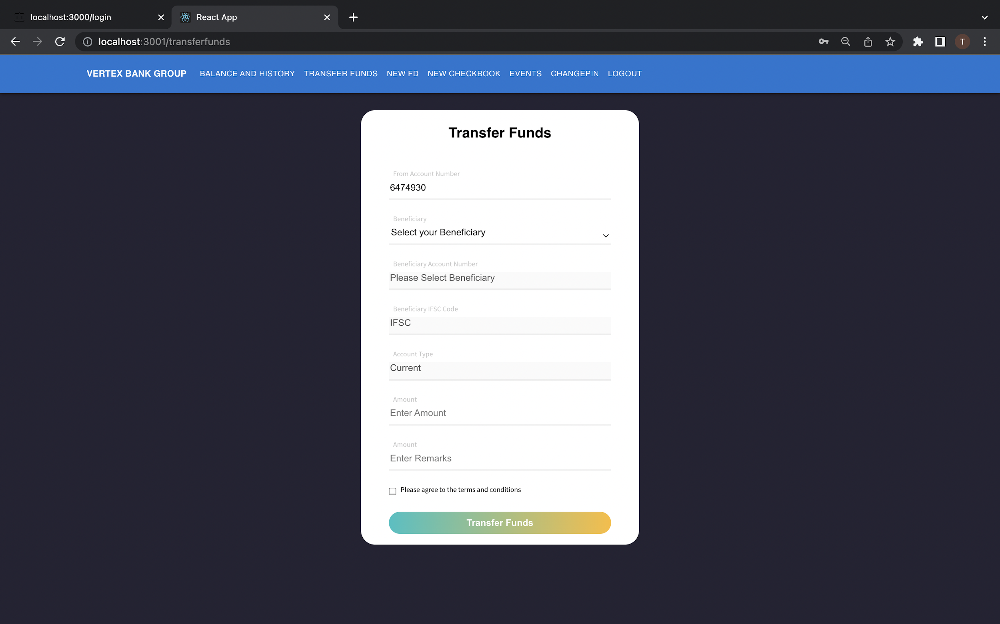 localhost:3000/login
React App
localhost:3001/transferfunds
T
VERTEX BANK GROUP BALANCE AND HISTORY TRANSFER FUNDS NEW FD NEW CHECKBOOK EVENTS CHANGEPIN LOGOUT
Transfer Funds
From Account Number
6474930
Beneficiary
Select your Beneficiary
Beneficiary Account Number
Please Select Beneficiary
Beneficiary IFSC Code
IFSC
Account Type
Current
Amount
Enter Amount
Amount
Enter Remarks
Please agree to the terms and conditions
Transfer Funds